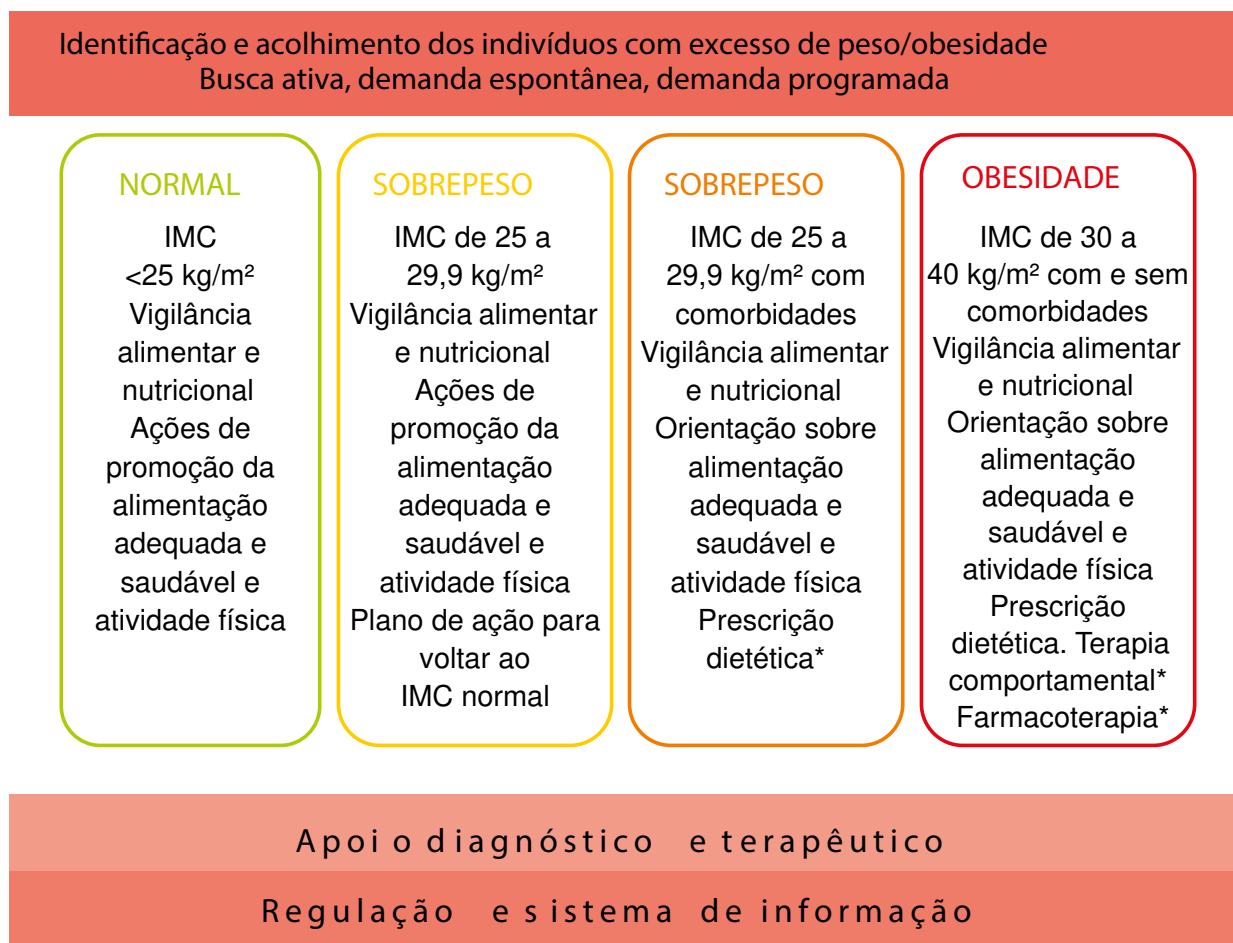 Identificação e acolhimento dos indivíduos com excesso de peso/obesidade
Busca ativa, demanda espontânea, demanda programada
NORMAL
IMC
<25 kg/m²
Vigilância
alimentar e
nutricional
Ações de
promoção da
alimentação
adequada e
saudável e
atividade física
SOBREPESO
IMC de 25 a
29,9 kg/m²
Vigilância alimentar
e nutricional
Ações de
promoção da
alimentação
adequada e
saudável e
atividade física
Plano de ação para
voltar ao
IMC normal
SOBREPESO
IMC de 25 a
29,9 kg/m² com
comorbidades
Vigilância alimentar
e nutricional
Orientação sobre
alimentação
adequada e
saudável e
atividade física
Prescrição
dietética*
OBESIDADE
IMC de 30 a
40 kg/m² com e sem
comorbidades
Vigilância alimentar
e nutricional
Orientação sobre
alimentação
adequada e
saudável e
atividade física
Prescrição
dietética. Terapia
comportamental*
Farmacoterapia*
Apoio diagnóstico e terapêutico
Regulação e sistema de informação